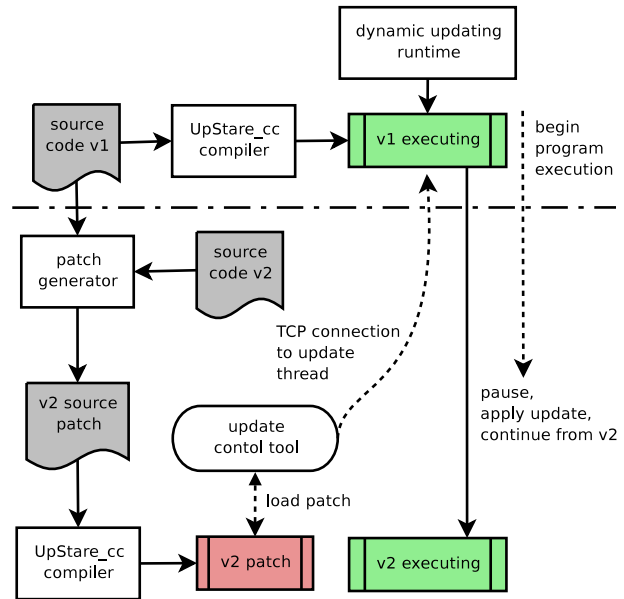 dynamic updating
runtime
source
code v1
UpStare_cc
compiler
v1 executing
begin
program
execution
patch
generator
source
code v2
TCP connection
to update
thread
pause,
apply update,
continue from v2
v2 source
patch
update
contol tool
load patch
UpStare_cc
compiler
v2 patch
v2 executing